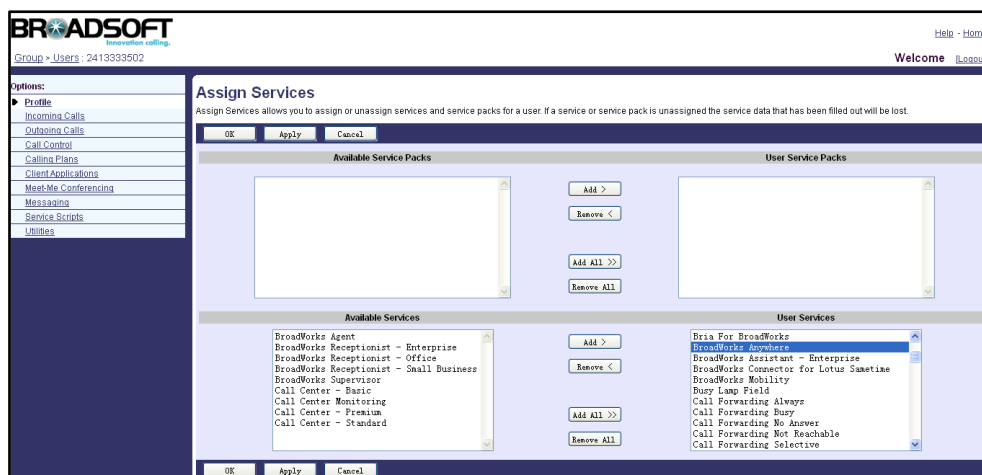 BROADSOFT
Innovation calling.
Help - Hom
Group > Users : 2413333502
Welcome [Logou
Options:
Profile
Incoming Calls
Outgoing Calls
Call Control
Calling Plans
Client Applications
Meet-Me Conferencing
Messaging
Service Scripts
Utilities
Assign Services
Assign Services allows you to assign or unassign services and service packs for a user. If a service or service pack is unassigned the service data that has been filled out will be lost.
OK Apply Cancel
Available Service Packs
User Service Packs
Add >
Remove <
Add All >>
Remove All
Available Services
User Services
BroadWorks Agent
BroadWorks Receptionist - Enterprise
BroadWorks Receptionist - Office
BroadWorks Receptionist - Small Business
BroadWorks Supervisor
Call Center - Basic
Call Center Monitoring
Call Center - Premium
Call Center - Standard
Add >
Remove <
Add All >>
Remove All
Bria For BroadWorks
BroadWorks Anywhere
BroadWorks Assistant - Enterprise
BroadWorks Connector for Lotus Sametime
BroadWorks Mobility
Busy Lamp Field
Call Forwarding Always
Call Forwarding Busy
Call Forwarding No Answer
Call Forwarding Not Reachable
Call Forwarding Selective
OK Apply Cancel